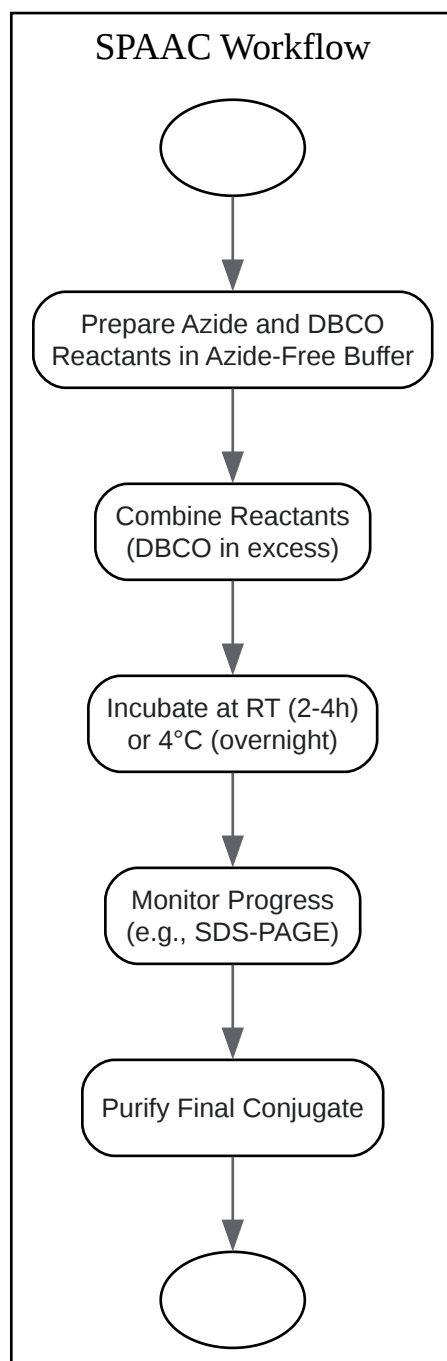 SPAAC Workflow
Prepare Azide and DBCO
Reactants in Azide-Free Buffer
Combine Reactants
(DBCO in excess)
Incubate at RT (2-4h)
or 4°C (overnight)
Monitor Progress
(e.g., SDS-PAGE)
Purify Final Conjugate